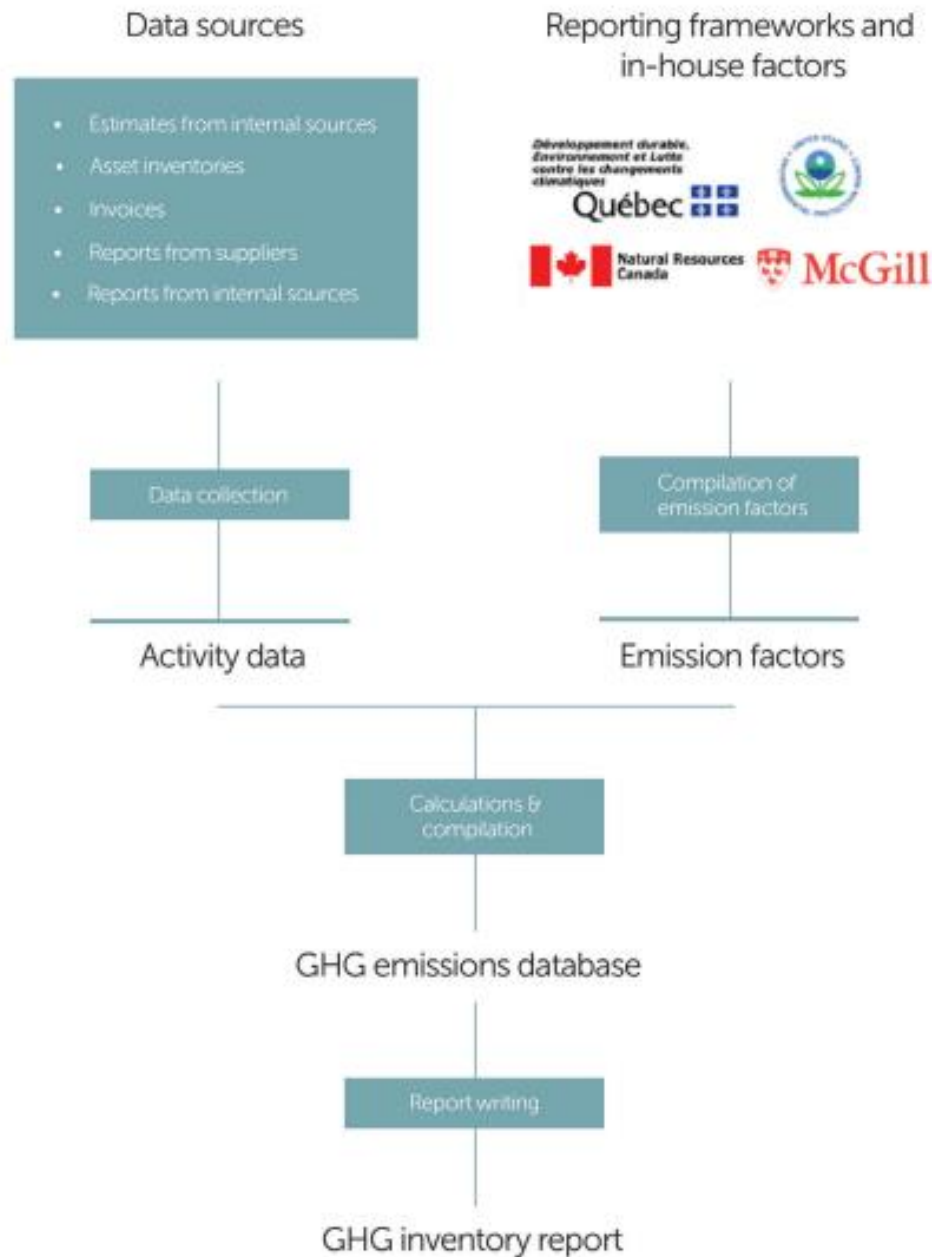 Data sources
Estimates from internal sources
Asset inventories
Invoices
Reports from suppliers
Reports from internal sources
Reporting frameworks and
in-house factors
Développement durable,
Environnement et Lutte
contre les changements
climatiques
Québec
Natural Resources
Canada
McGill
Data collection
Compilation of
emission factors
Activity data
Emission factors
Calculations &
compilation
GHG emissions database
Report writing
GHG inventory report